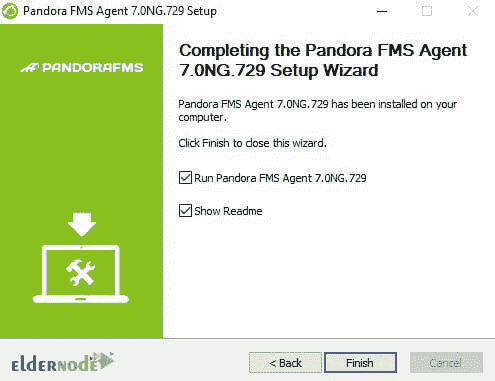 Pandora FMS Agent 7.0NG.729 Setup
PANDORAFMS
Completing the Pandora FMS Agent
7.0NG.729 Setup Wizard
Pandora FMS Agent 7.0NG.729 has been installed on your
computer.
Click Finish to close this wizard.
Run Pandora FMS Agent 7.0NG.729
Show Readme
eldernode
< Back
Finish
Cancel